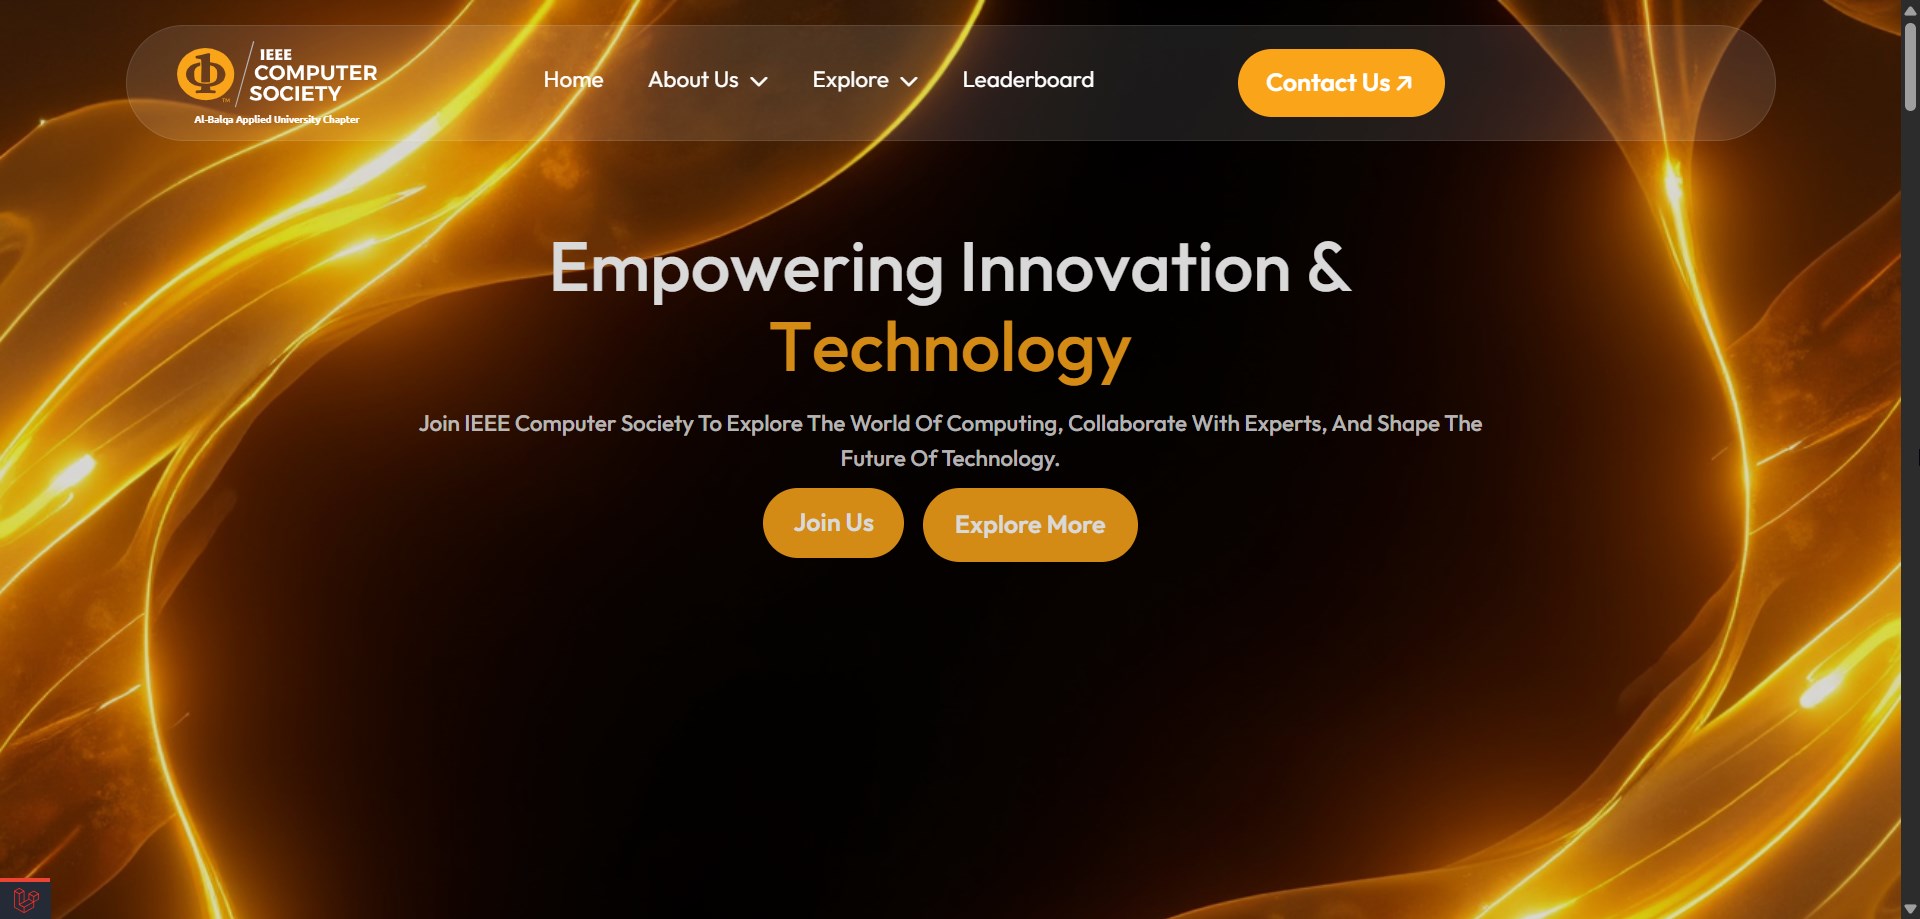 IEEE
COMPUTER
SOCIETY
TM
Al-Balqa Applied University Chapter
Home
About Us
Explore
Leaderboard
Contact Us
Empowering Innovation &
Technology
Join IEEE Computer Society To Explore The World Of Computing, Collaborate With Experts, And Shape The
Future Of Technology.
Join Us
Explore More